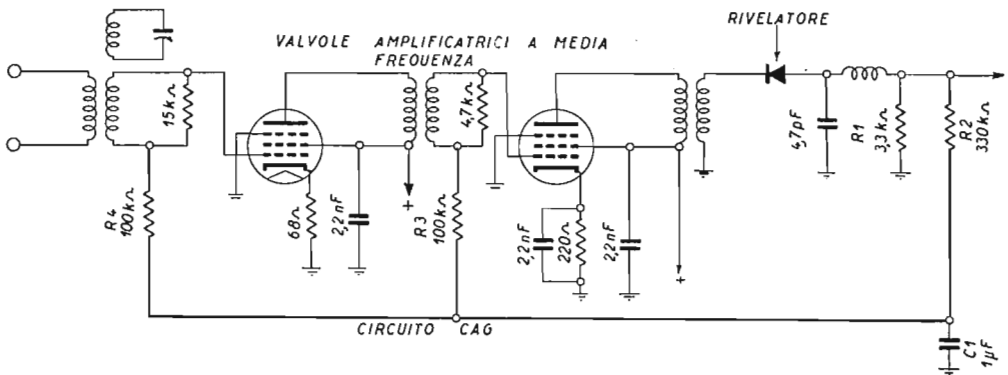 RIVELATORE
VALVOLE AMPLIFICATRICI A MEDIA
FREQUENZA
15kΩ
4,7kΩ
4,7pF
R1
3,3kΩ
R2
330kΩ
R4
100kΩ
68Ω
2,2nF
+
R3
100kΩ
2,2nF
220Ω
2,2nF
+
CIRCUITO CAG
C1
1µF